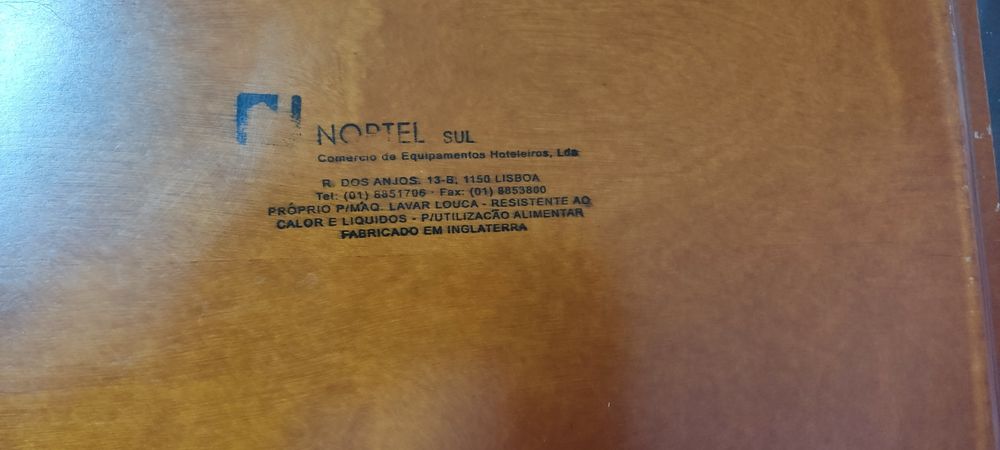 NORTEL SUL
Comércio de Equipamentos Hoteleiros, Lda
R. DOS ANJOS, 13-B, 1150 LISBOA
Tel: (01) 8851706 · Fax: (01) 8853800
PRÓPRIO P/MAQ. LAVAR LOUCA - RESISTENTE AO
CALOR E LIQUIDOS - P/UTILIZAÇÃO ALIMENTAR
FABRICADO EM INGLATERRA